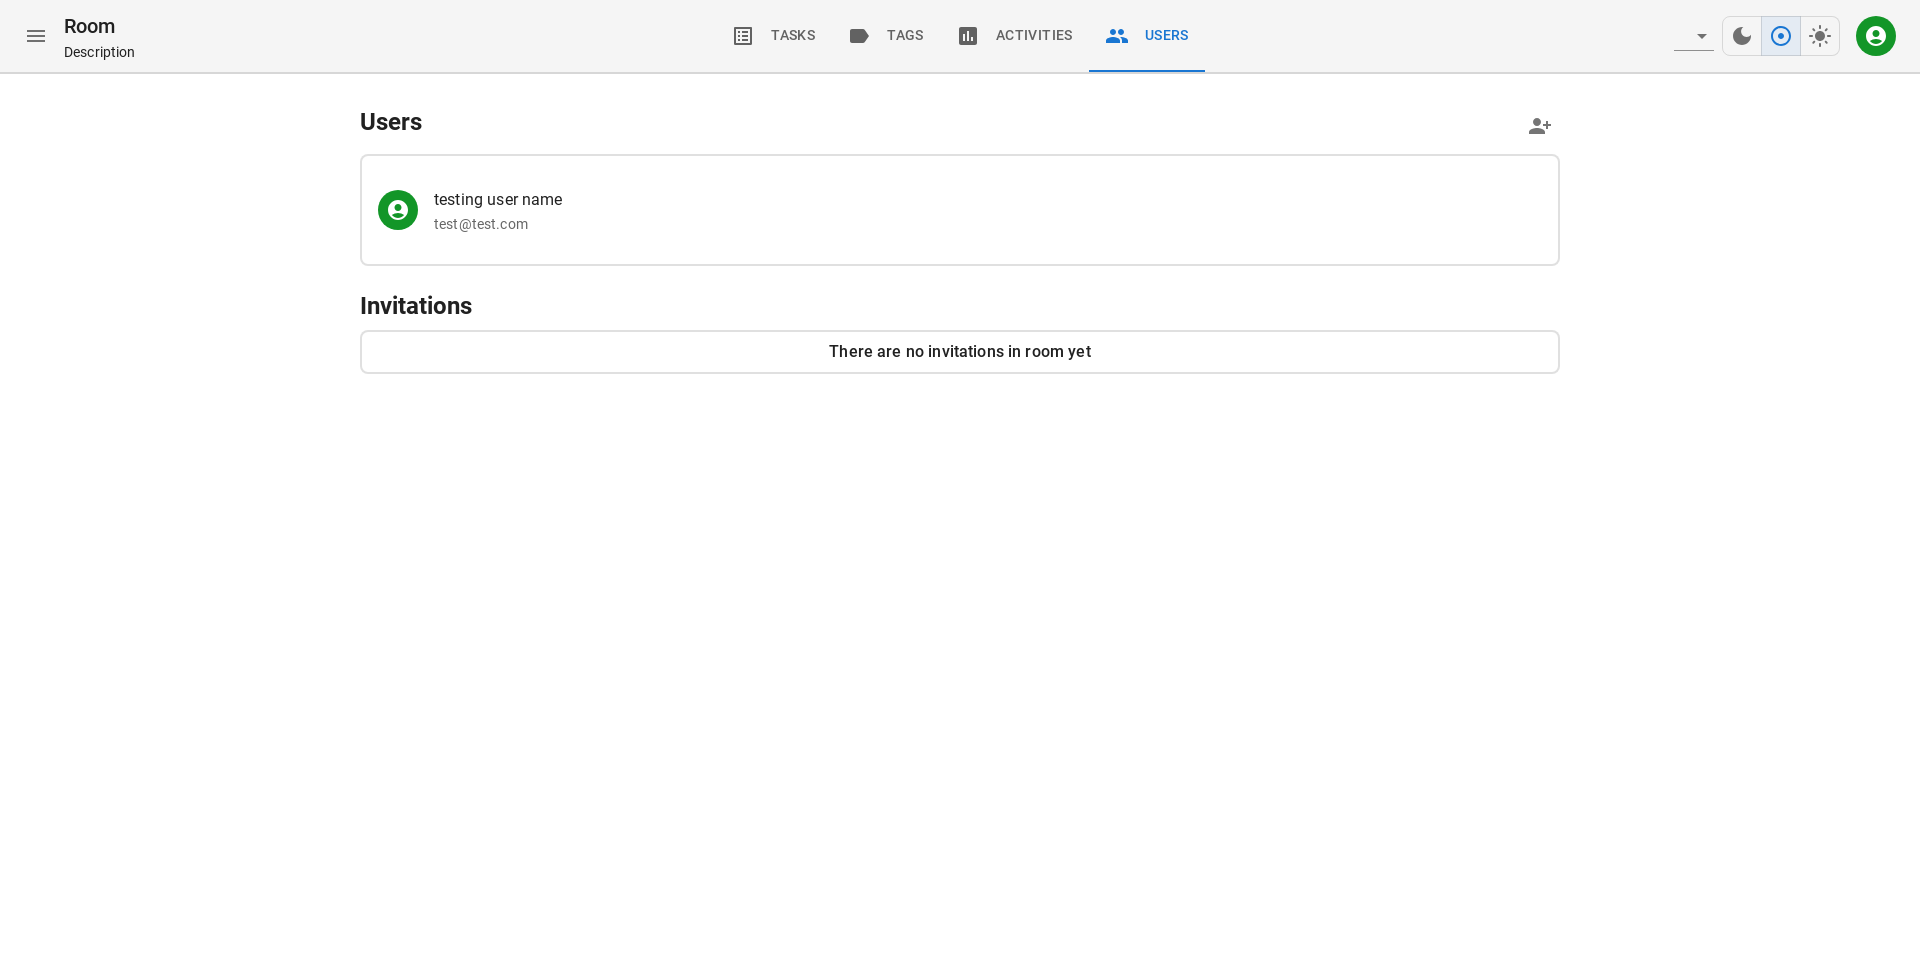 Room
Description
TASKS
TAGS
ACTIVITIES
USERS
Users
testing user name
test@test.com
Invitations
There are no invitations in room yet